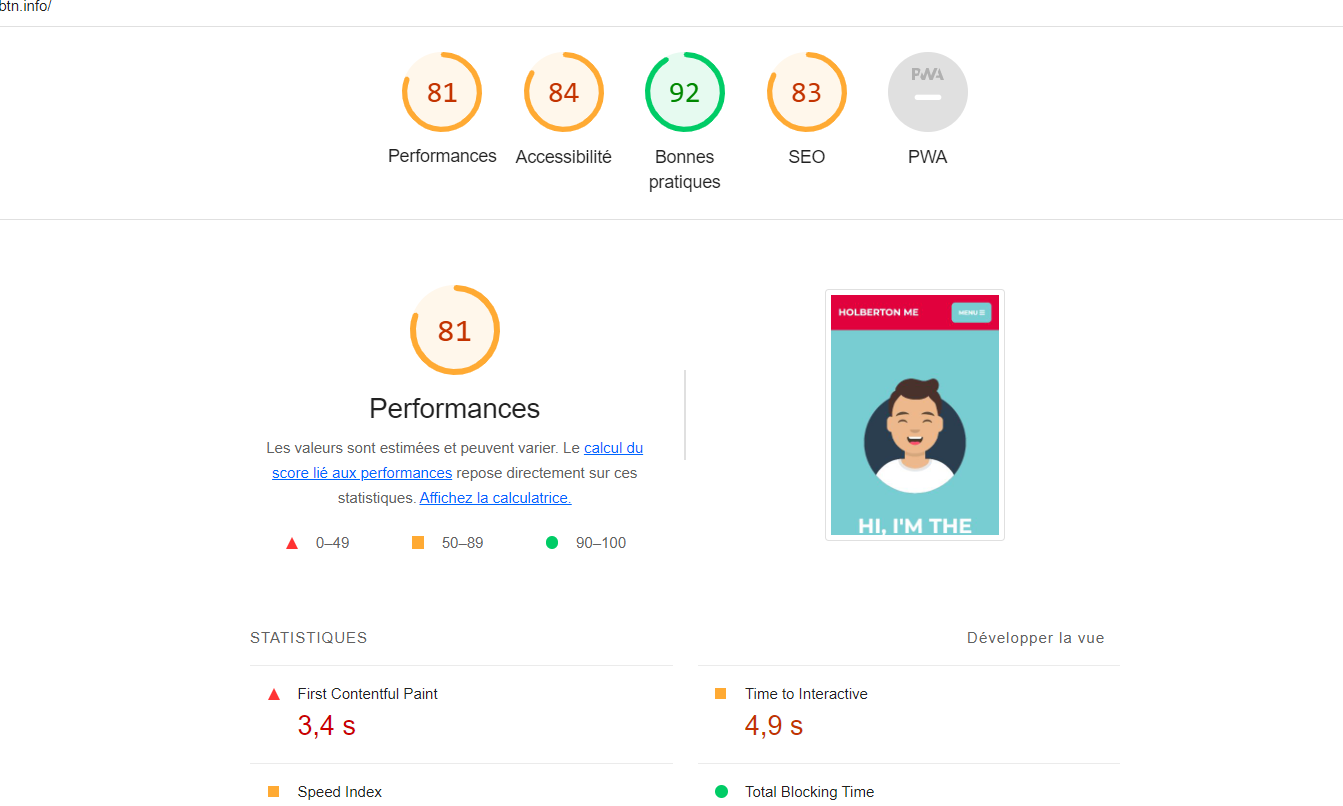 btn.info/
81
84
92
83
PWA
Performances
Accessibilité
Bonnes
pratiques
SEO
PWA
81
Performances
Les valeurs sont estimées et peuvent varier. Le calcul du
score lié aux performances repose directement sur ces
statistiques. Affichez la calculatrice.
0–49
50–89
90–100
HOLBERTON ME
MENU ☰
HI, I'M THE
STATISTIQUES
Développer la vue
First Contentful Paint
3,4 s
Time to Interactive
4,9 s
Speed Index
Total Blocking Time